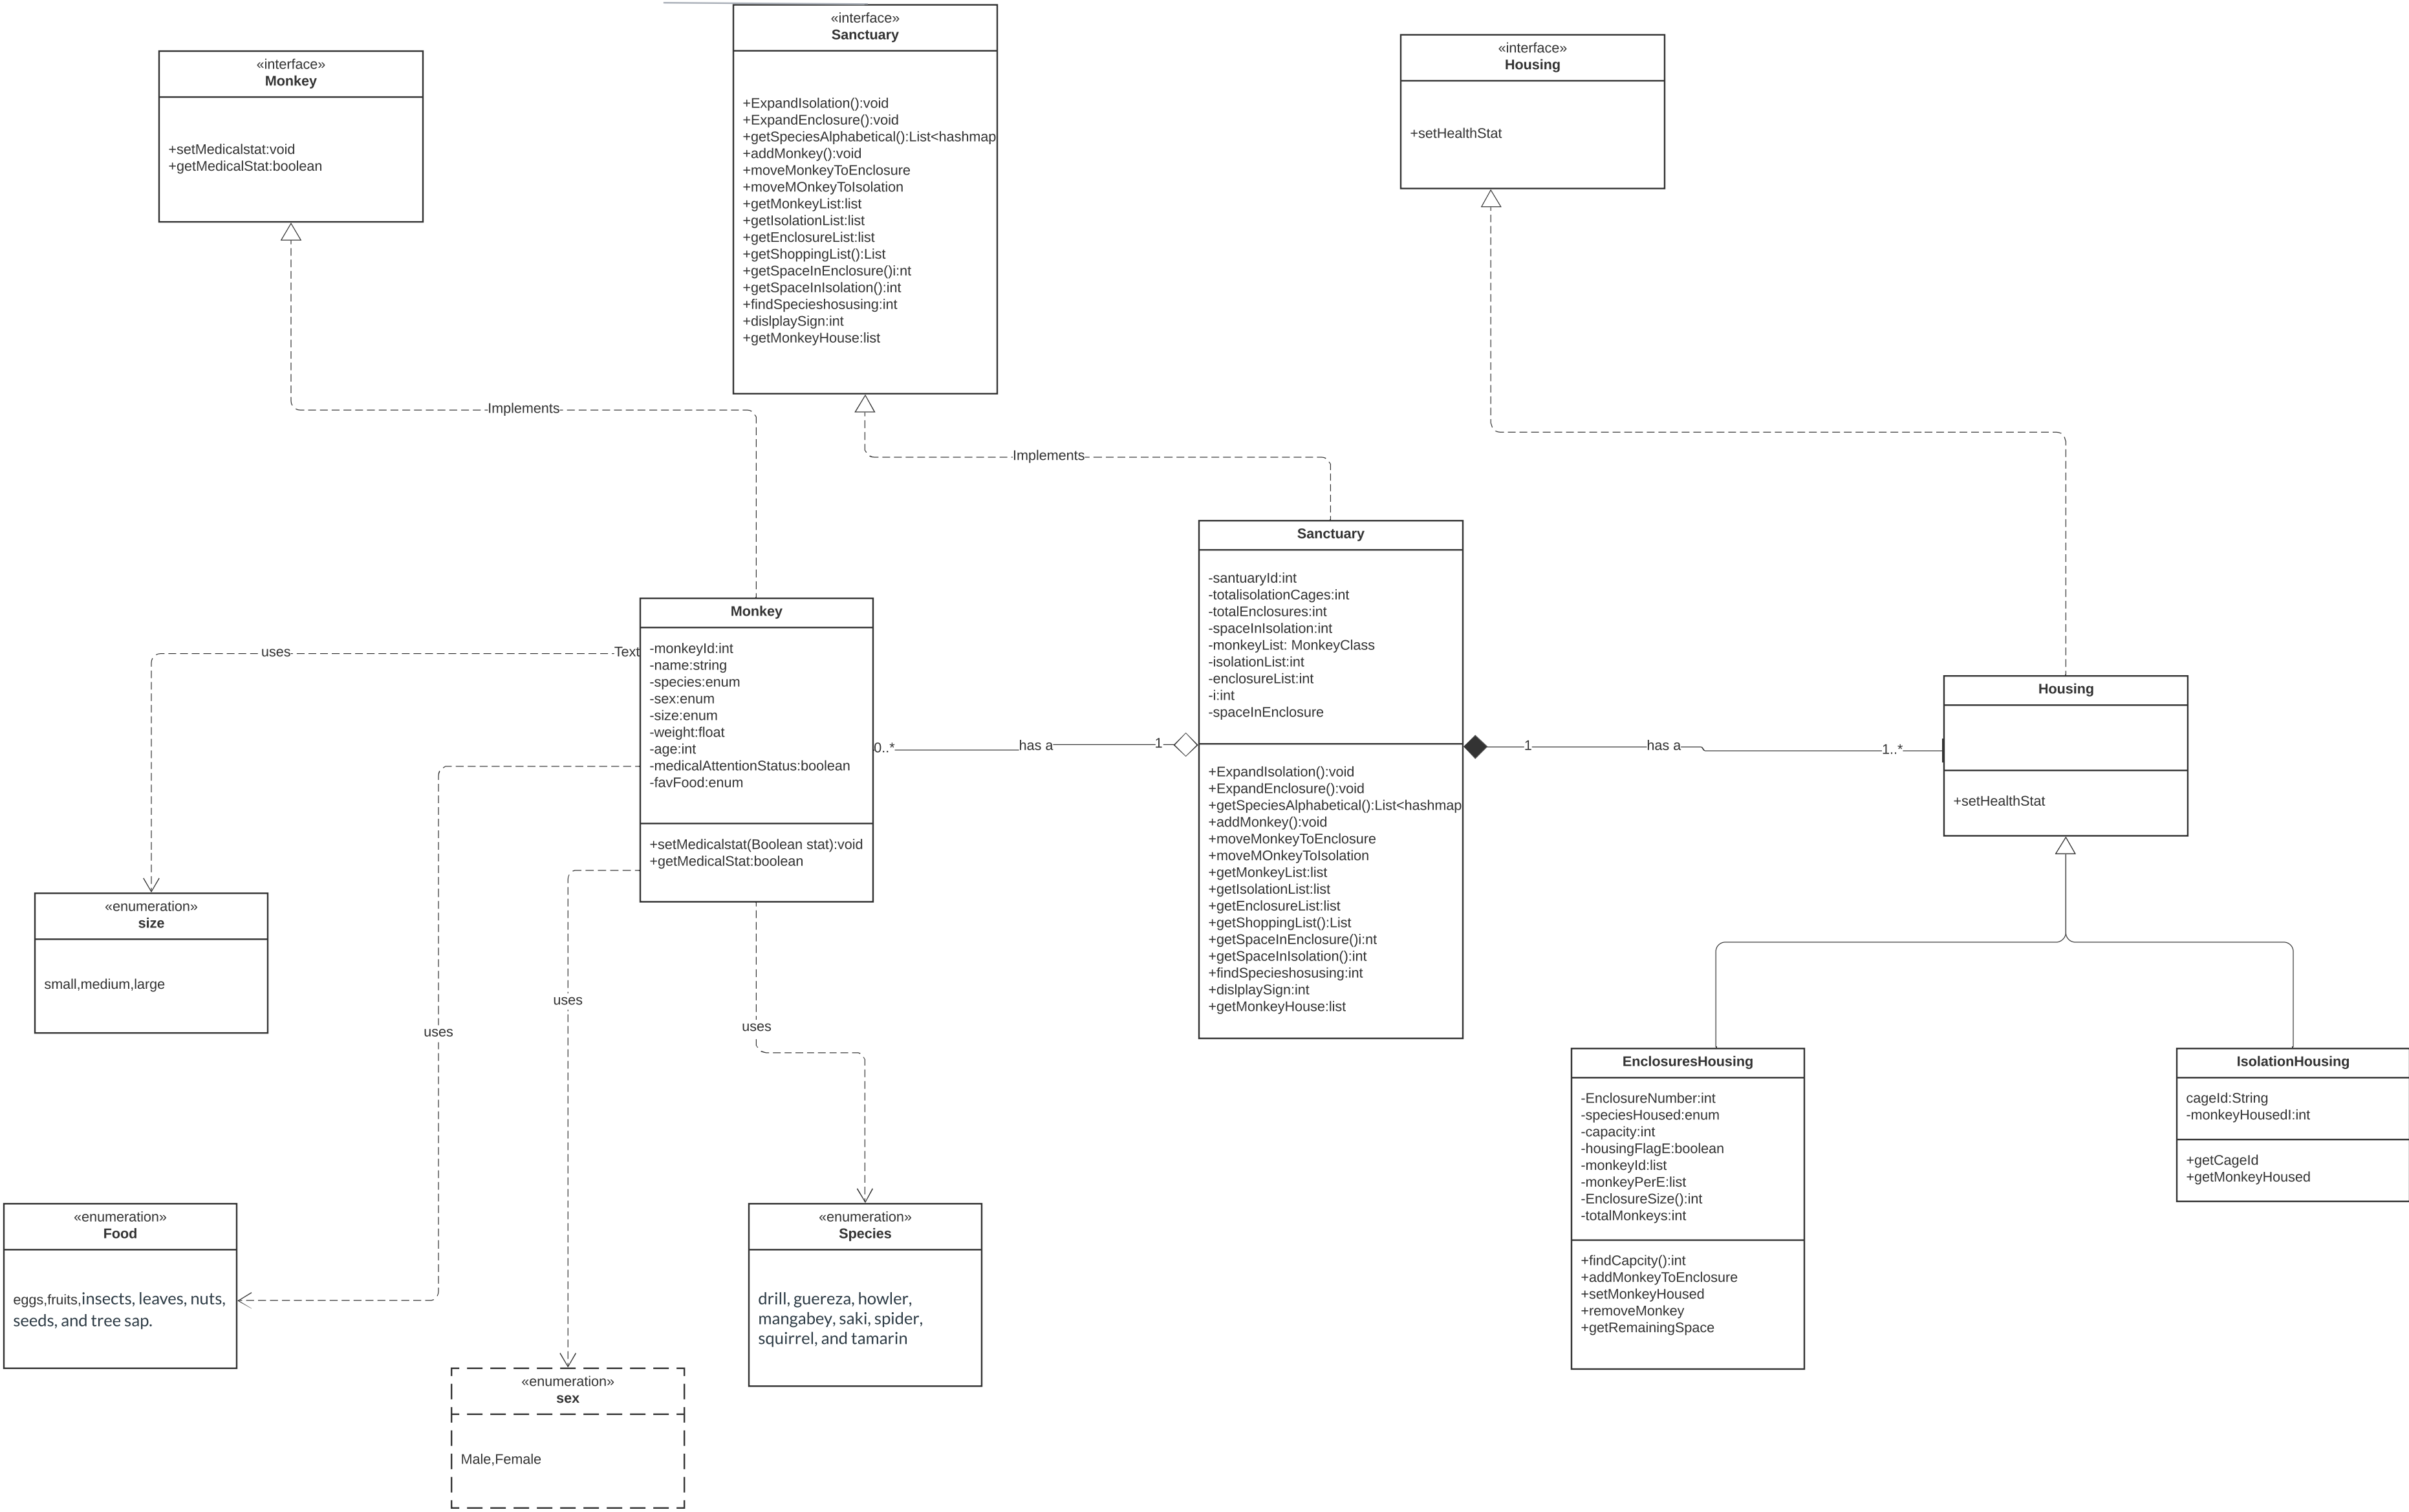 «interface»
Monkey
+setMedicalstat:void
+getMedicalStat:boolean
«interface»
Sanctuary
+ExpandIsolation():void
+ExpandEnclosure():void
+getSpeciesAlphabetical():List<hashmap
+addMonkey():void
+moveMonkeyToEnclosure
+moveMOnkeyToIsolation
+getMonkeyList:list
+getIsolationList:list
+getEnclosureList:list
+getShoppingList():List
+getSpaceInEnclosure()i:nt
+getSpaceInIsolation():int
+findSpecieshosusing:int
+dislplaySign:int
+getMonkeyHouse:list
«interface»
Housing
+setHealthStat
Implements
Implements
Monkey
-monkeyId:int
-name:string
-species:enum
-sex:enum
-size:enum
-weight:float
-age:int
-medicalAttentionStatus:boolean
-favFood:enum
+setMedicalstat(Boolean stat):void
+getMedicalStat:boolean
uses
Text
0..*
has a
1
Sanctuary
-santuaryId:int
-totalisolationCages:int
-totalEnclosures:int
-spaceInIsolation:int
-monkeyList: MonkeyClass
-isolationList:int
-enclosureList:int
-i:int
-spaceInEnclosure
+ExpandIsolation():void
+ExpandEnclosure():void
+getSpeciesAlphabetical():List<hashmap
+addMonkey():void
+moveMonkeyToEnclosure
+moveMOnkeyToIsolation
+getMonkeyList:list
+getIsolationList:list
+getEnclosureList:list
+getShoppingList():List
+getSpaceInEnclosure()i:nt
+getSpaceInIsolation():int
+findSpecieshosusing:int
+dislplaySign:int
+getMonkeyHouse:list
1
has a
1..*
Housing
+setHealthStat
«enumeration»
size
small,medium,large
uses
uses
uses
EnclosuresHousing
-EnclosureNumber:int
-speciesHoused:enum
-capacity:int
-housingFlagE:boolean
-monkeyId:list
-monkeyPerE:list
-EnclosureSize():int
-totalMonkeys:int
+findCapcity():int
+addMonkeyToEnclosure
+setMonkeyHoused
+removeMonkey
+getRemainingSpace
IsolationHousing
cageId:String
-monkeyHousedI:int
+getCageId
+getMonkeyHoused
«enumeration»
Food
eggs,fruits,insects, leaves, nuts,
seeds, and tree sap.
«enumeration»
Species
drill, guereza, howler,
mangabey, saki, spider,
squirrel, and tamarin
«enumeration»
sex
Male,Female